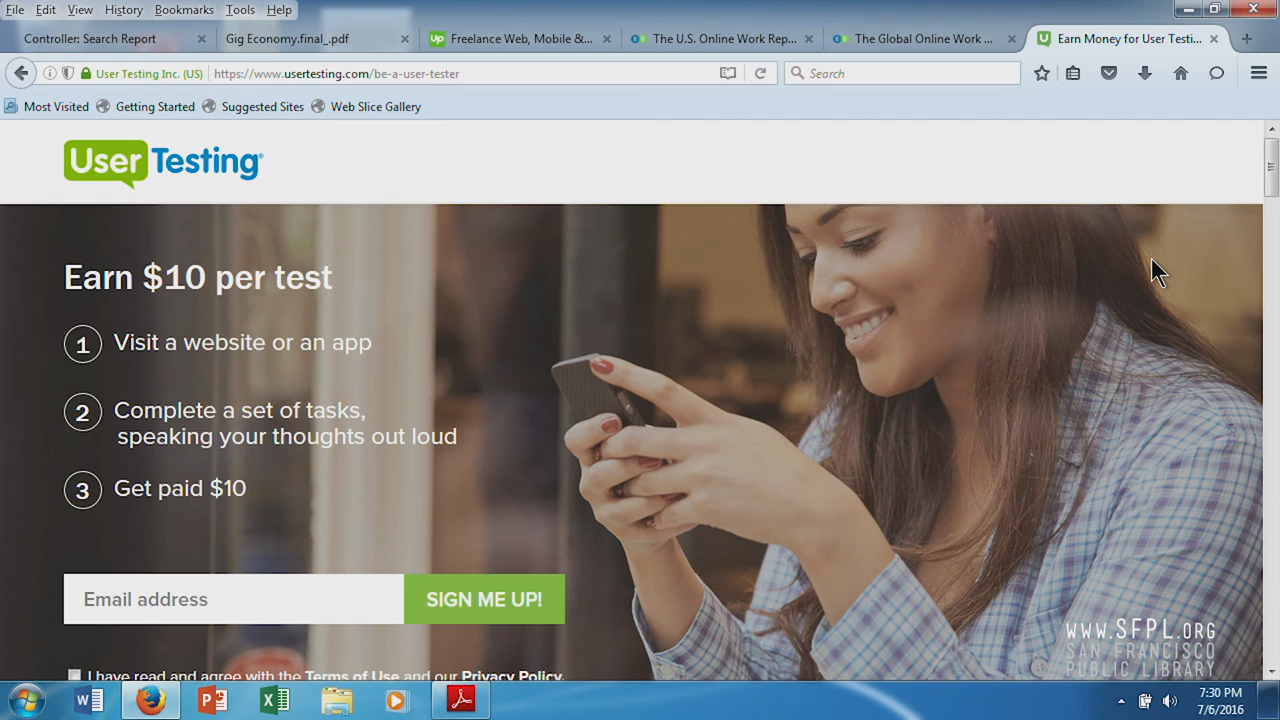 File Edit View History Bookmarks Tools Help
Controller: Search Report
Gig Economy.final_.pdf
Up Freelance Web, Mobile &...
The U.S. Online Work Rep...
The Global Online Work ...
U Earn Money for User Testi...
User Testing Inc. (US) https://www.usertesting.com/be-a-user-tester
Search
Most Visited Getting Started Suggested Sites Web Slice Gallery
User Testing
Earn $10 per test
1 Visit a website or an app
2 Complete a set of tasks,
speaking your thoughts out loud
3 Get paid $10
Email address SIGN ME UP!
I have read and agree with the Terms of Use and our Privacy Policy.
WWW.SFPL.ORG
SAN FRANCISCO
PUBLIC LIBRARY
7:30 PM
7/6/2016